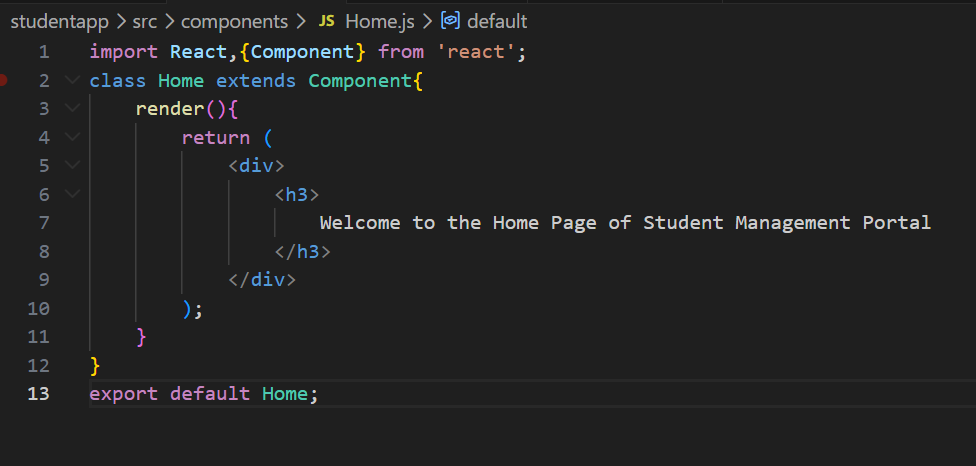 studentapp > src > components > JS Home.js > default
1 import React,{Component} from 'react';
2 class Home extends Component{
3     render(){
4         return (
5             <div>
6                 <h3>
7                     Welcome to the Home Page of Student Management Portal
8                 </h3>
9             </div>
10         );
11     }
12 }
13 export default Home;